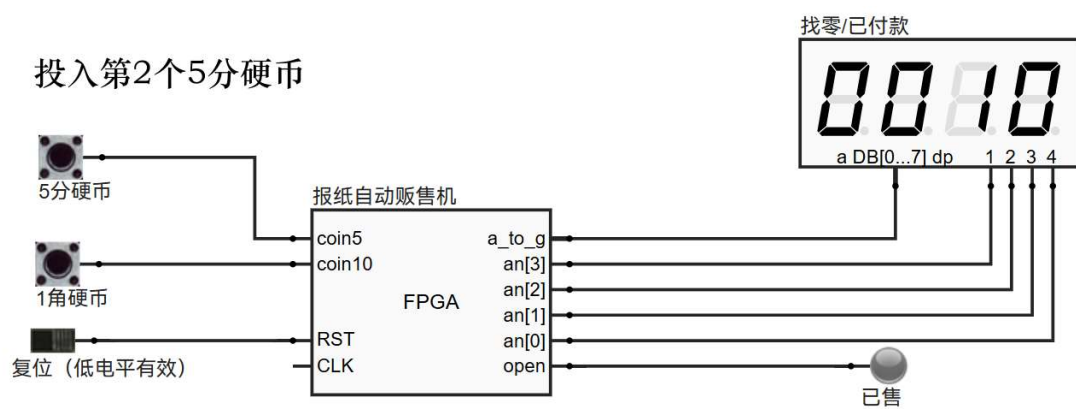 找零/已付款
投入第2个5分硬币
0010
a DB[0...7] dp 1 2 3 4
5分硬币
报纸自动贩售机
coin5 a_to_g
coin10 an[3]
1角硬币
FPGA an[2]
an[1]
RST an[0]
复位（低电平有效）
CLK open
已售